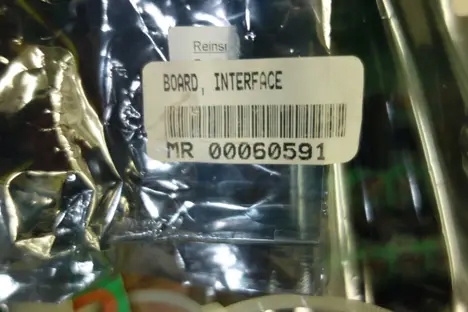 Reinsi
BOARD, INTERFACE
MR 00060591